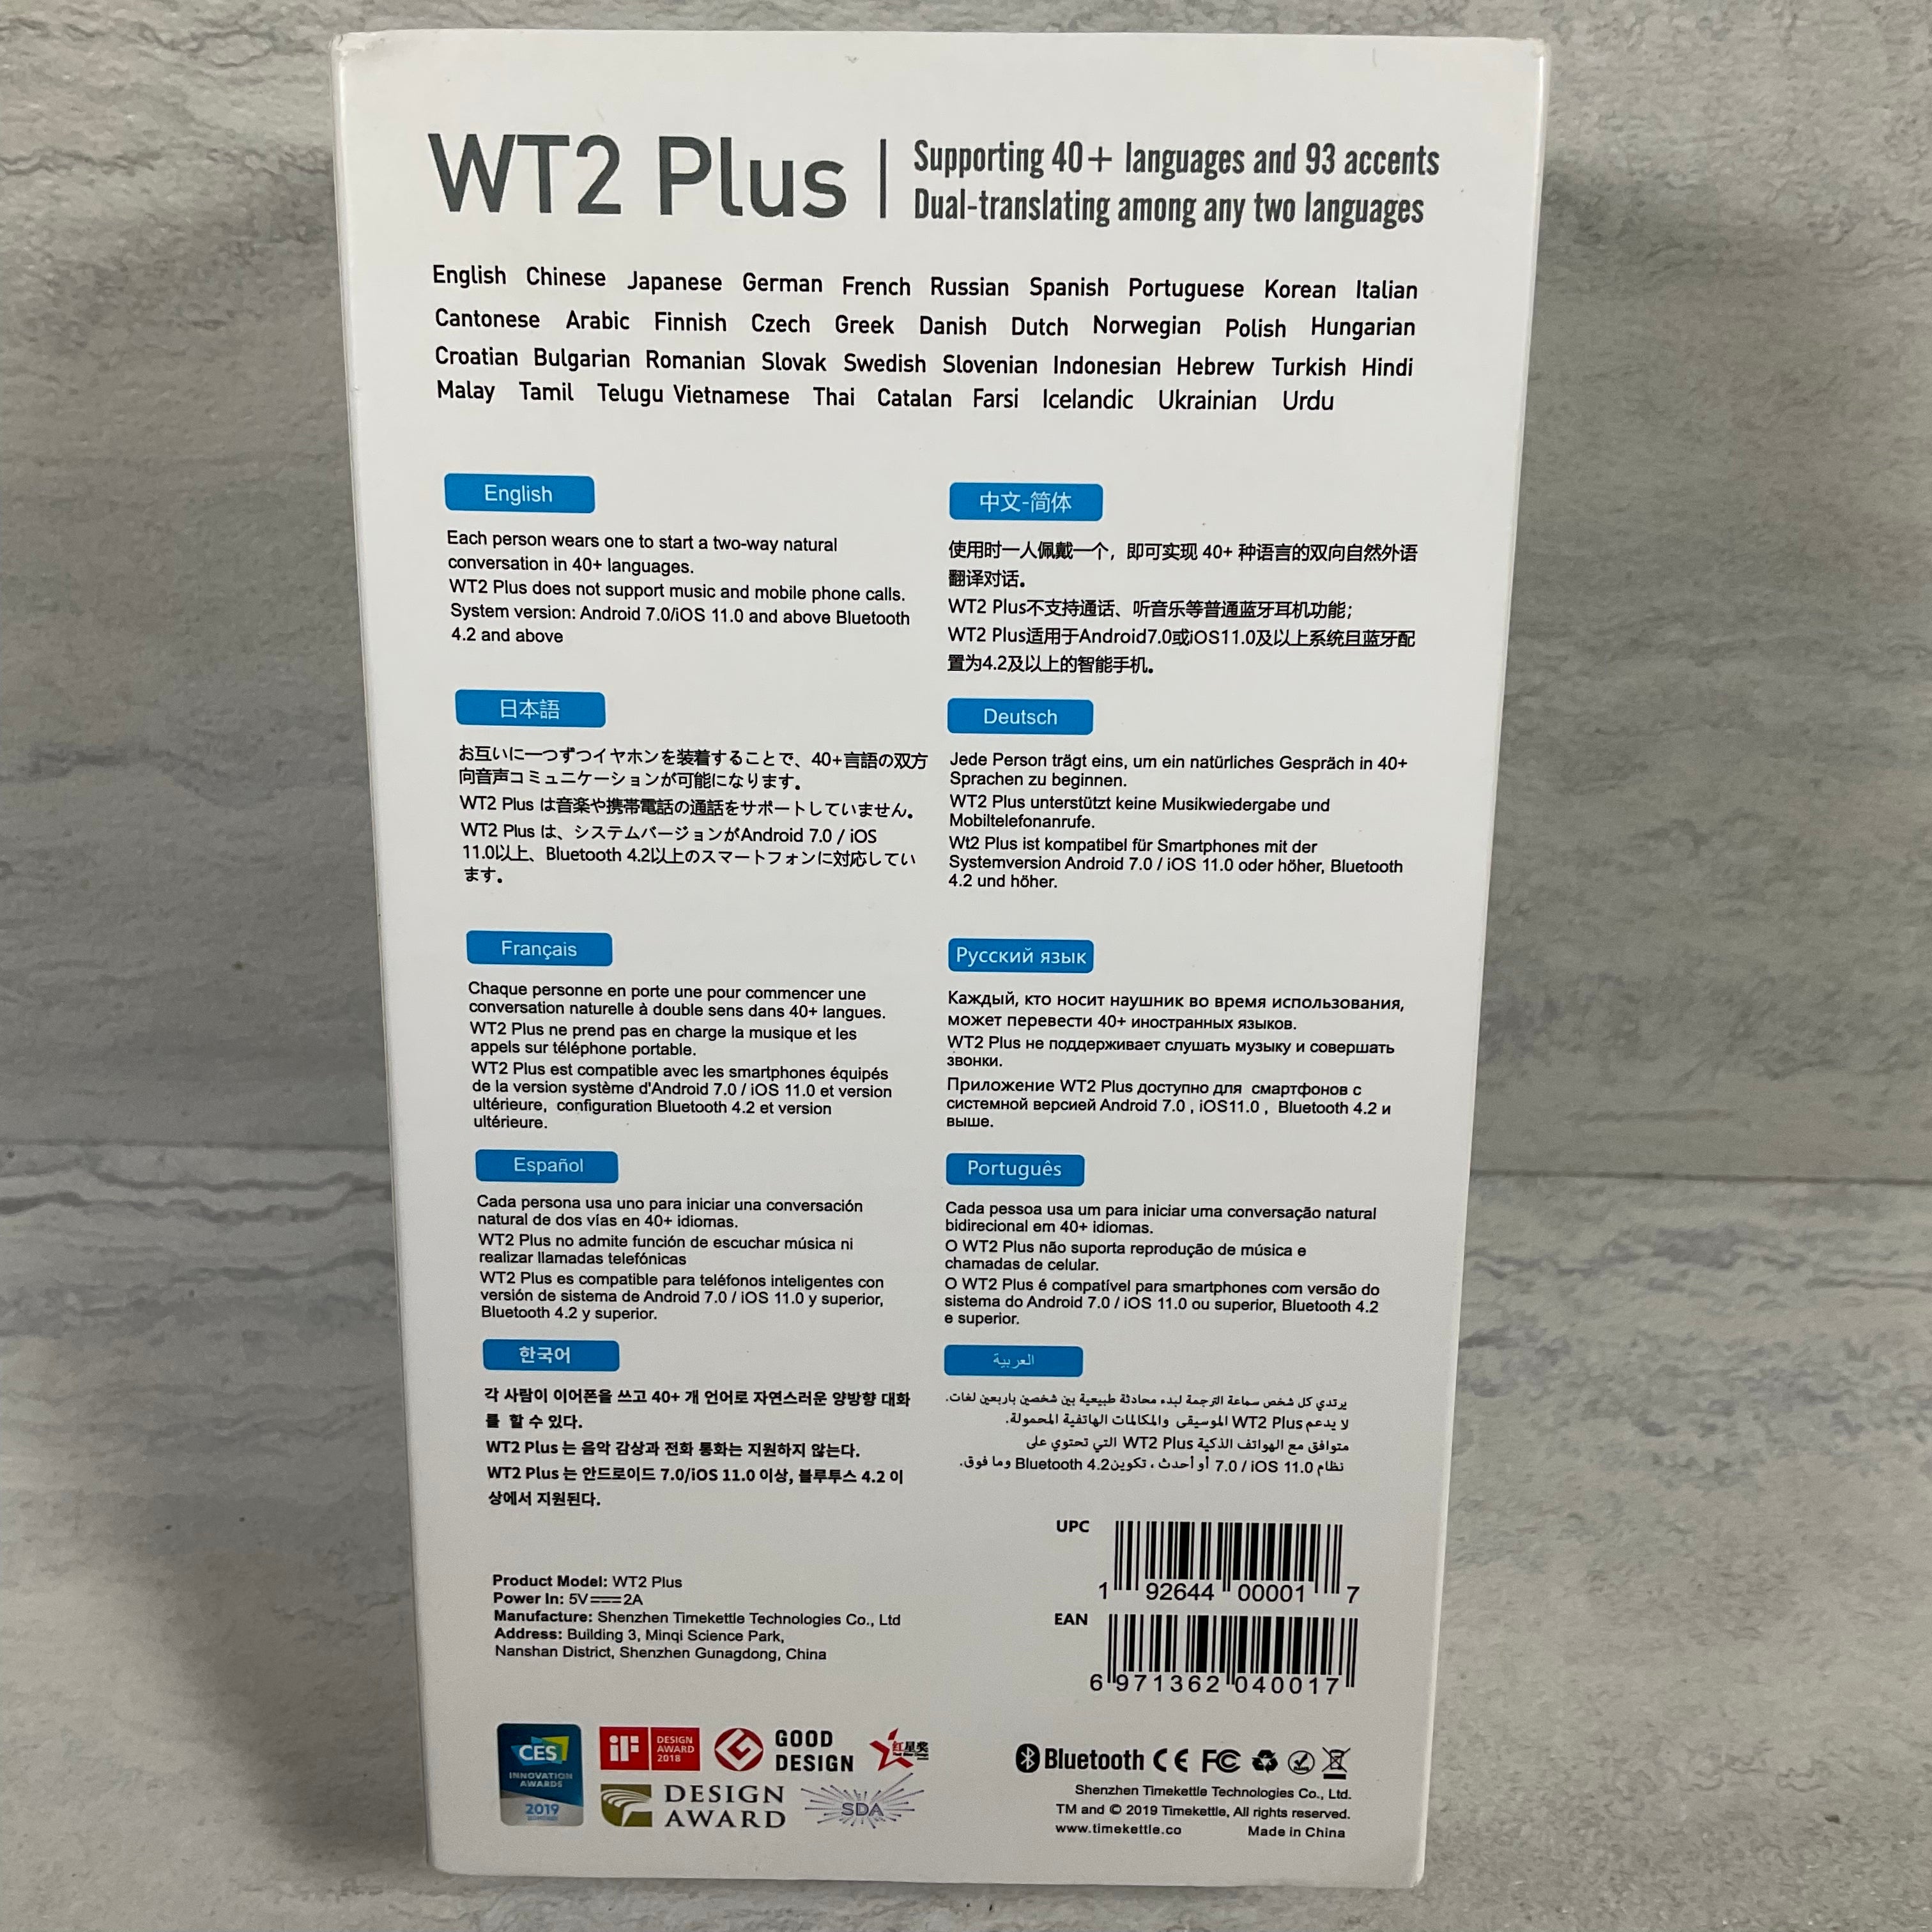 WT2 Plus
Supporting 40+ languages and 93 accents
Dual-translating among any two languages
English Chinese Japanese German French Russian Spanish Portuguese Korean Italian
Cantonese Arabic Finnish Czech Greek Danish Dutch Norwegian Polish Hungarian
Croatian Bulgarian Romanian Slovak Swedish Slovenian Indonesian Hebrew Turkish Hindi
Malay Tamil Telugu Vietnamese Thai Catalan Farsi Icelandic Ukrainian Urdu
English
Each person wears one to start a two-way natural
conversation in 40+ languages.
WT2 Plus does not support music and mobile phone calls.
System version: Android 7.0/iOS 11.0 and above Bluetooth
4.2 and above
中文-简体
使用时一人佩戴一个，即可实现 40+ 种语言的双向自然外语
翻译对话。
WT2 Plus不支持通话、听音乐等普通蓝牙耳机功能；
WT2 Plus适用于Android7.0或iOS11.0及以上系统且蓝牙配
置为4.2及以上的智能手机。
日本語
お互いに一つずつイヤホンを装着することで、40+言語の双方
向音声コミュニケーションが可能になります。
WT2 Plus は音楽や携帯電話の通話をサポートしていません。
WT2 Plus は、システムバージョンがAndroid 7.0 / iOS
11.0以上、Bluetooth 4.2以上のスマートフォンに対応してい
ます。
Deutsch
Jede Person trägt eins, um ein natürliches Gespräch in 40+
Sprachen zu beginnen.
WT2 Plus unterstützt keine Musikwiedergabe und
Mobiltelefonanrufe.
Wt2 Plus ist kompatibel für Smartphones mit der
Systemversion Android 7.0 / iOS 11.0 oder höher, Bluetooth
4.2 und höher.
Français
Chaque personne en porte une pour commencer une
conversation naturelle à double sens dans 40+ langues.
WT2 Plus ne prend pas en charge la musique et les
appels sur téléphone portable.
WT2 Plus est compatible avec les smartphones équipés
de la version système d'Android 7.0 / iOS 11.0 et version
ultérieure, configuration Bluetooth 4.2 et version
ultérieure.
Русский язык
Каждый, кто носит наушник во время использования,
может перевести 40+ иностранных языков.
WT2 Plus не поддерживает слушать музыку и совершать
звонки.
Приложение WT2 Plus доступно для смартфонов с
системной версией Android 7.0 , iOS11.0 , Bluetooth 4.2 и
выше.
Español
Cada persona usa uno para iniciar una conversación
natural de dos vías en 40+ idiomas.
WT2 Plus no admite función de escuchar música ni
realizar llamadas telefónicas
WT2 Plus es compatible para teléfonos inteligentes con
versión de sistema de Android 7.0 / iOS 11.0 y superior,
Bluetooth 4.2 y superior.
Português
Cada pessoa usa um para iniciar uma conversação natural
bidirecional em 40+ idiomas.
O WT2 Plus não suporta reprodução de música e
chamadas de celular.
O WT2 Plus é compatível para smartphones com versão do
sistema do Android 7.0 / iOS 11.0 ou superior, Bluetooth 4.2
e superior.
한국어
각 사람이 이어폰을 쓰고 40+ 개 언어로 자연스러운 양방향 대화
를 할 수 있다.
WT2 Plus 는 음악 감상과 전화 통화는 지원하지 않는다.
WT2 Plus 는 안드로이드 7.0/iOS 11.0 이상, 블루투스 4.2 이
상에서 지원된다.
العربية
يرتدي كل شخص سماعة الترجمة لبدء محادثة طبيعية بين شخصين باربعين لغات.
لا يدعم WT2 Plus الموسيقى والمكالمات الهاتفية المحمولة.
متوافق مع الهواتف الذكية WT2 Plus التي تحتوي على
نظام 7.0 / iOS 11.0 أو أحدث ، تكوين Bluetooth 4.2 وما فوق.
UPC
1 92644 00001 7
EAN
6 971362 040017
Product Model: WT2 Plus
Power In: 5V⎓2A
Manufacture: Shenzhen Timekettle Technologies Co., Ltd
Address: Building 3, Minqi Science Park,
Nanshan District, Shenzhen Gunagdong, China
CES
INNOVATION
AWARDS
2019
iF
DESIGN
AWARD
2018
GOOD
DESIGN
红星奖
DESIGN
AWARD
SDA
Bluetooth CE FC
Shenzhen Timekettle Technologies Co., Ltd.
TM and © 2019 Timekettle, All rights reserved.
www.timekettle.co Made in China